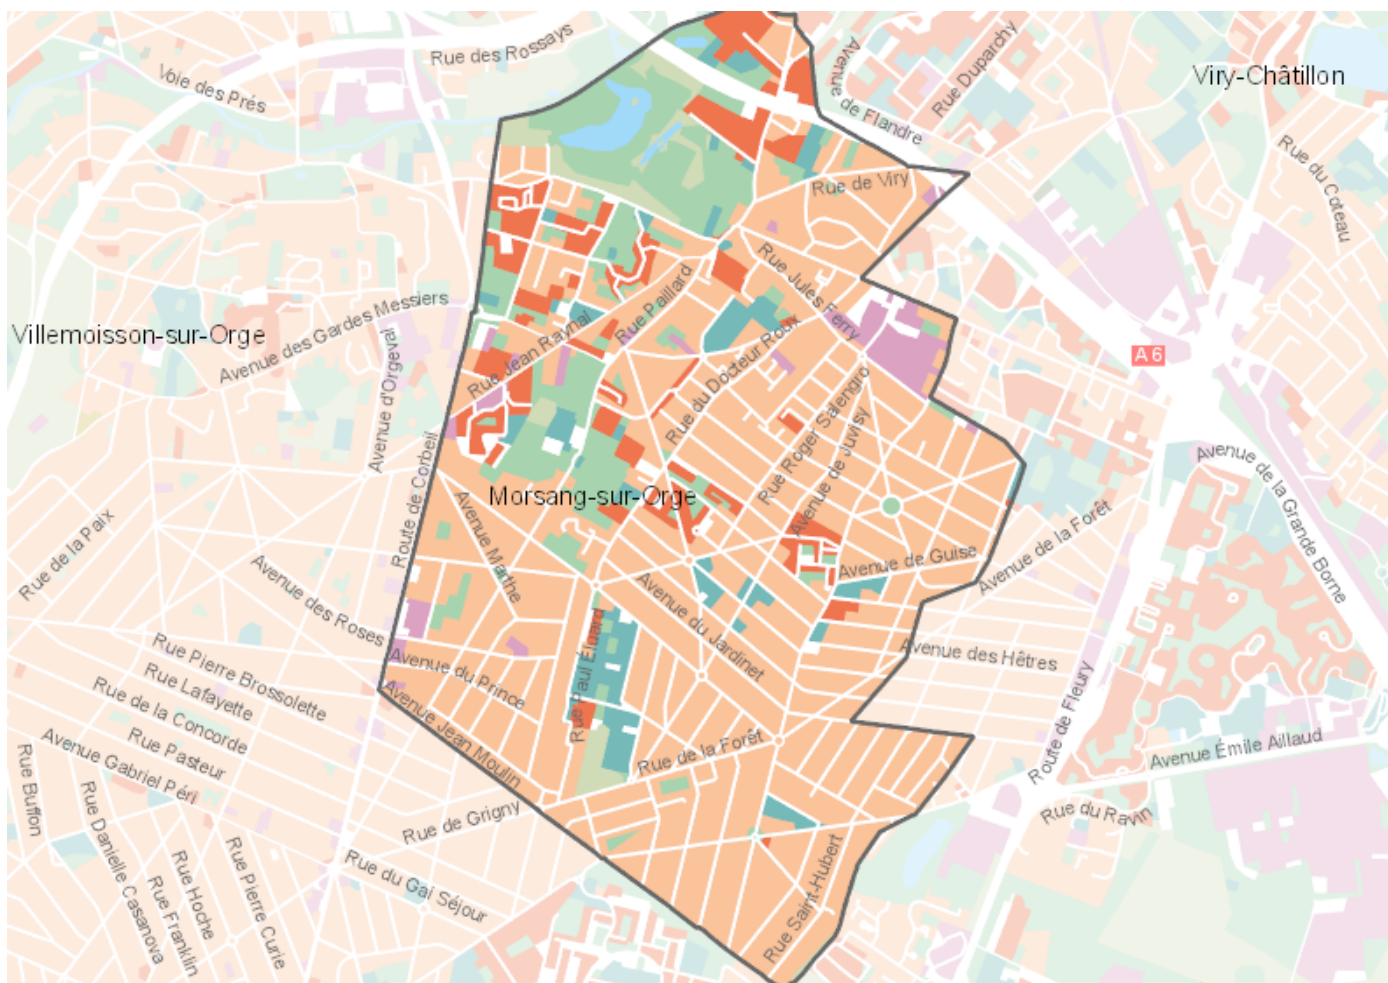 Rue des Rossays
Voie des Prés
Avenue de Flandre
Rue Duparchy
Viry-Châtillon
Rue du Coteau
Rue de Viry
Rue Jules Ferry
Villemoisson-sur-Orge
Avenue des Gardes Messiers
Avenue d'Orgeval
Rue Jean Raynal
Rue Paillard
Rue du Docteur Roux
A 6
Rue Roger Salengro
Avenue de Juvisy
Route de Corbeil
Morsang-sur-Orge
Avenue Marthe
Avenue de la Grande Borne
Rue de la Paix
Avenue de la Forêt
Avenue de Guise
Avenue des Roses
Avenue du Jardinet
Avenue des Hêtres
Rue Paul Éluard
Rue Pierre Brossolette
Avenue du Prince
Rue Lafayette
Rue de la Concorde
Avenue Jean Moulin
Rue Pasteur
Avenue Gabriel Péri
Rue de la Forêt
Route de Fleury
Avenue Émile Aillaud
Rue Buffon
Rue Danielle Casanova
Rue de Grigny
Rue du Ravin
Rue Hoche
Rue Franklin
Rue Pierre Curie
Rue du Gai Séjour
Rue Saint-Hubert